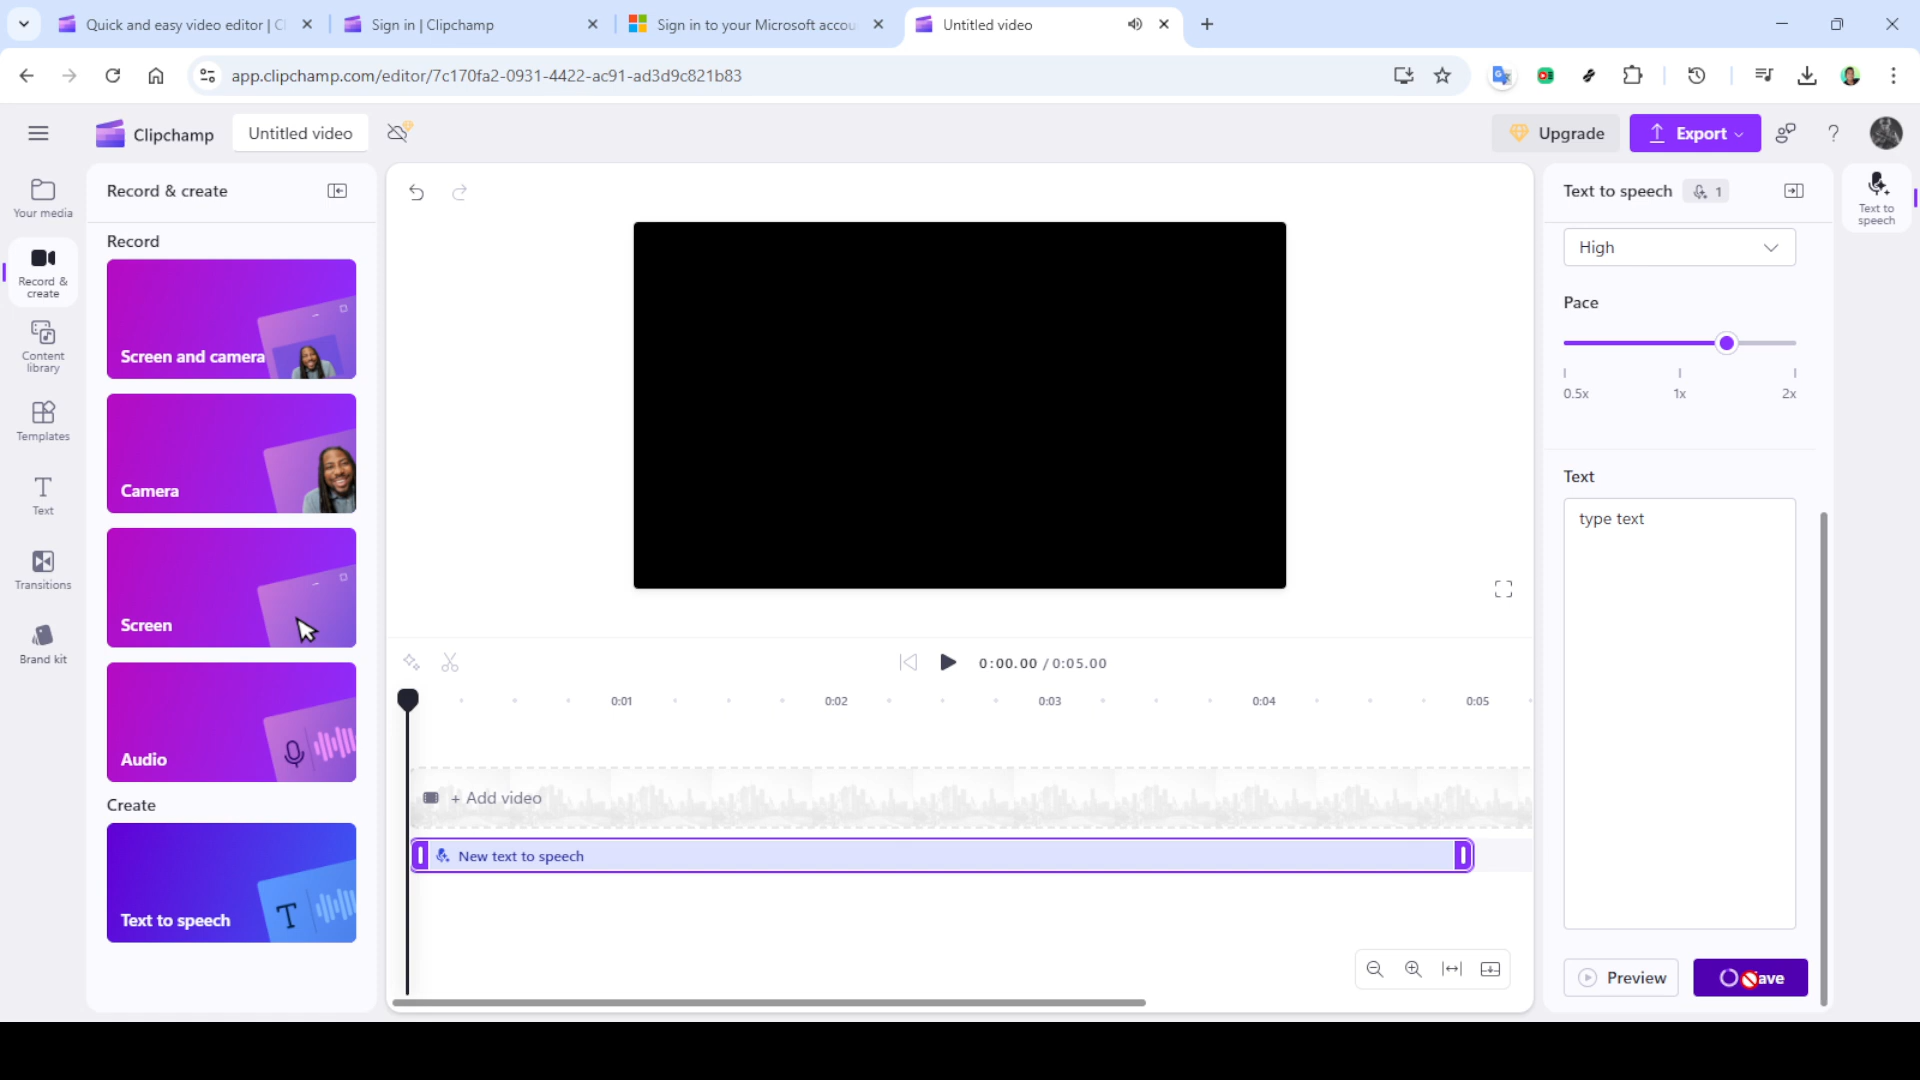 Quick and easy video editor | Cl
Sign in | Clipchamp
Sign in to your Microsoft accou
Untitled video
app.clipchamp.com/editor/7c170fa2-0931-4422-ac91-ad3d9c821b83
Clipchamp
Untitled video
Upgrade
Export
?
Your media
Record &
create
Content
library
Templates
Text
Transitions
Brand kit
Record & create
Record
Screen and camera
Camera
Screen
Audio
Create
Text to speech
0:00.00 / 0:05.00
0:01
0:02
0:03
0:04
0:05
+ Add video
New text to speech
Text to speech
1
High
Pace
0.5x
1x
2x
Text
type text
Preview
Text to
speech